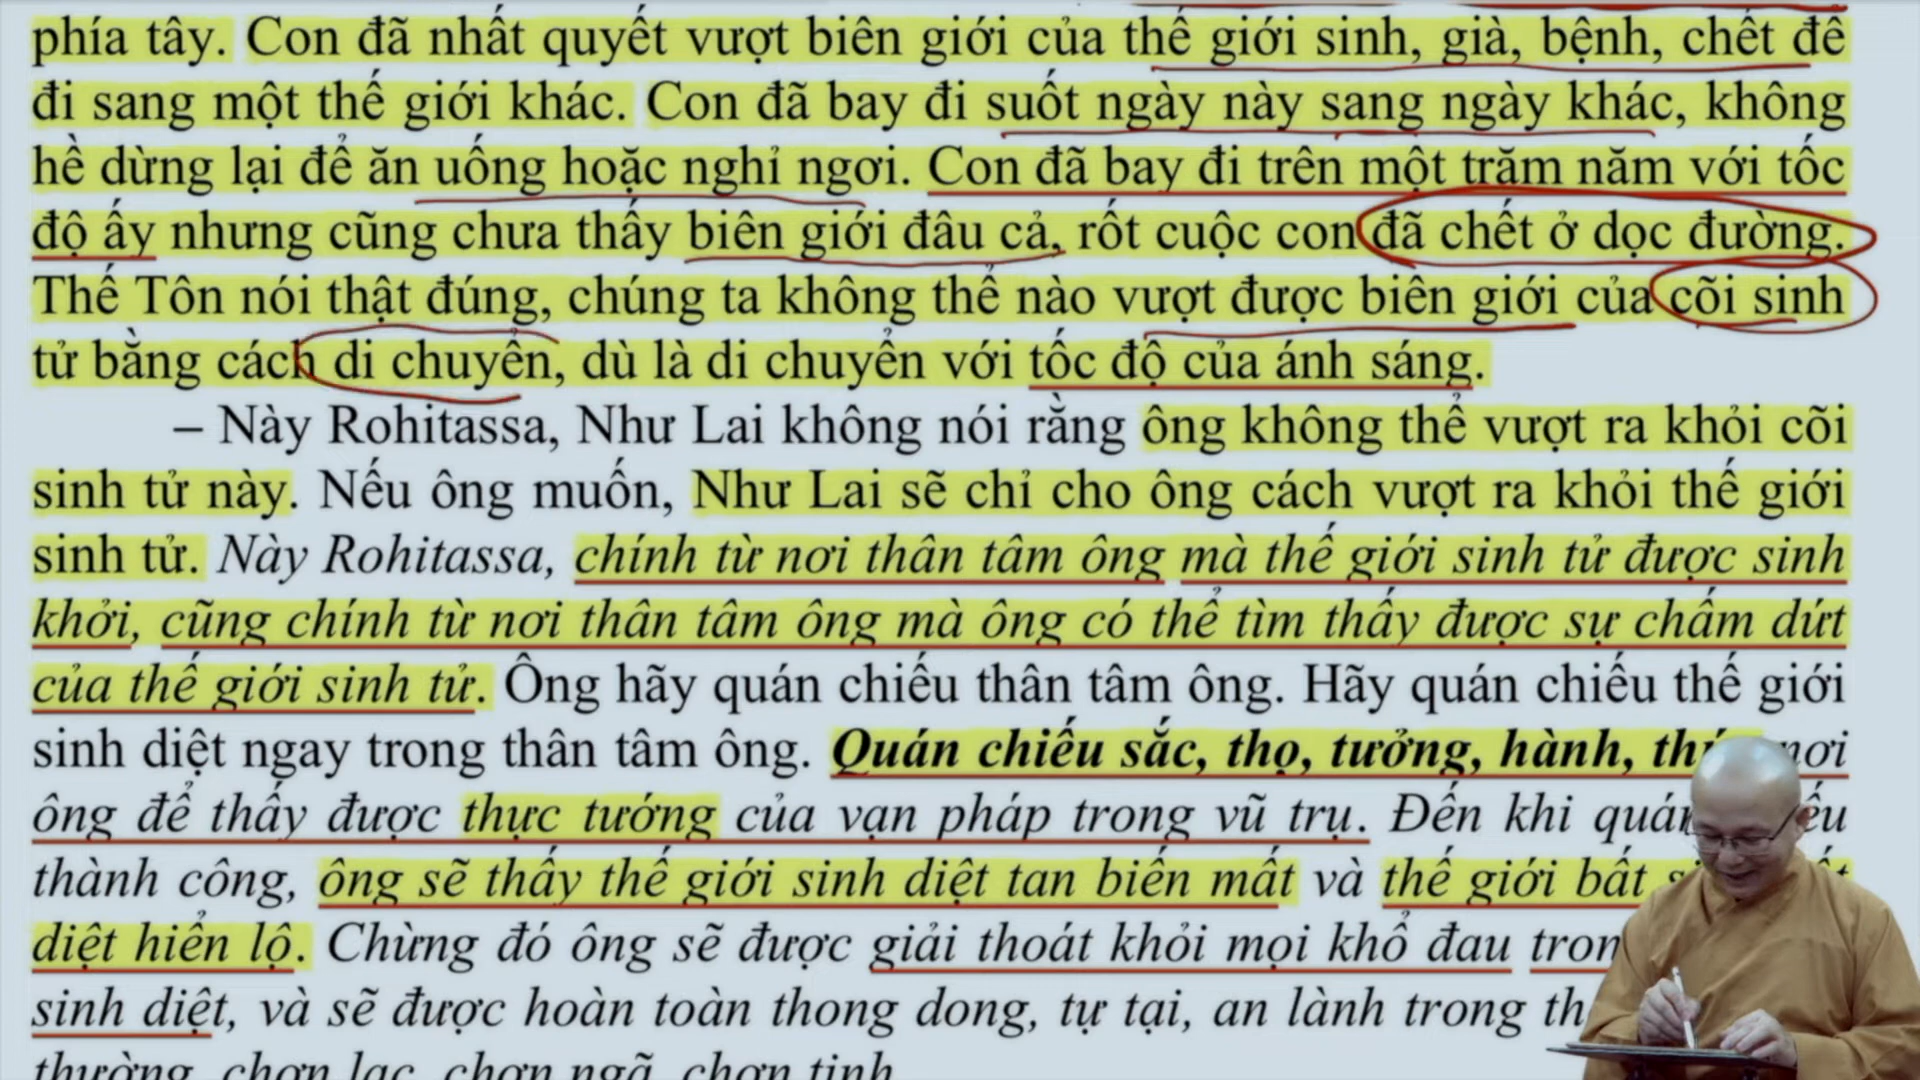 phía tây. Con đã nhất quyết vượt biên giới của thế giới sinh, già, bệnh, chết để
đi sang một thế giới khác. Con đã bay đi suốt ngày này sang ngày khác, không
hề dừng lại để ăn uống hoặc nghỉ ngơi. Con đã bay đi trên một trăm năm với tốc
độ ấy nhưng cũng chưa thấy biên giới đâu cả, rốt cuộc con đã chết ở dọc đường.
Thế Tôn nói thật đúng, chúng ta không thể nào vượt được biên giới của cõi sinh
tử bằng cách di chuyển, dù là di chuyển với tốc độ của ánh sáng.
– Này Rohitassa, Như Lai không nói rằng ông không thể vượt ra khỏi cõi
sinh tử này. Nếu ông muốn, Như Lai sẽ chỉ cho ông cách vượt ra khỏi thế giới
sinh tử. Này Rohitassa, chính từ nơi thân tâm ông mà thế giới sinh tử được sinh
khởi, cũng chính từ nơi thân tâm ông mà ông có thể tìm thấy được sự chấm dứt
của thế giới sinh tử. Ông hãy quán chiếu thân tâm ông. Hãy quán chiếu thế giới
sinh diệt ngay trong thân tâm ông. Quán chiếu sắc, thọ, tưởng, hành, nơi
ông để thấy được thực tướng của vạn pháp trong vũ trụ. Đến khi quán
thành công, ông sẽ thấy thế giới sinh diệt tan biến mất và thế giới bất
diệt hiển lộ. Chừng đó ông sẽ được giải thoát khỏi mọi khổ đau
sinh diệt, và sẽ được hoàn toàn thong dong, tự tại, an lành trong
thường, chơn lạc, chơn ngã, chơn tịnh